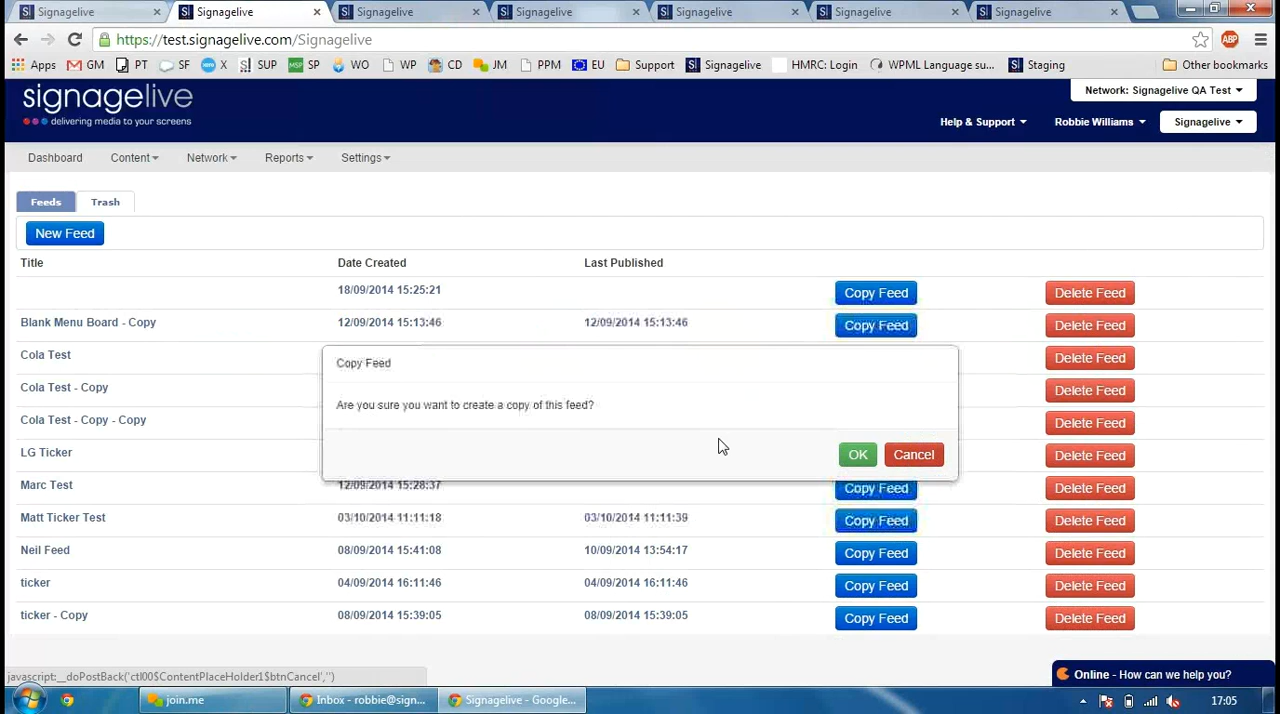 Signagelive
Signagelive
Signagelive
Signagelive
Signagelive
Signagelive
Signagelive
https://test.signagelive.com/Signagelive
ABP
Apps GM PT SF X SUP SP WO WP CD JM PPM EU Support Signagelive HMRC: Login WPML Language su... Staging Other bookmarks
signagelive
delivering media to your screens
Network: Signagelive QA Test
Help & Support Robbie Williams Signagelive
Dashboard Content Network Reports Settings
Feeds Trash
New Feed
Title Date Created Last Published
18/09/2014 15:25:21 Copy Feed Delete Feed
Blank Menu Board - Copy 12/09/2014 15:13:46 12/09/2014 15:13:46 Copy Feed Delete Feed
Cola Test Delete Feed
Cola Test - Copy Delete Feed
Cola Test - Copy - Copy Delete Feed
LG Ticker Delete Feed
Copy Feed
Are you sure you want to create a copy of this feed?
OK Cancel
Marc Test 12/09/2014 15:28:37 Copy Feed Delete Feed
Matt Ticker Test 03/10/2014 11:11:18 03/10/2014 11:11:39 Copy Feed Delete Feed
Neil Feed 08/09/2014 15:41:08 10/09/2014 13:54:17 Copy Feed Delete Feed
ticker 04/09/2014 16:11:46 04/09/2014 16:11:46 Copy Feed Delete Feed
ticker - Copy 08/09/2014 15:39:05 08/09/2014 15:39:05 Copy Feed Delete Feed
javascript:__doPostBack('ctl00$ContentPlaceHolder1$btnCancel','')
Online - How can we help you?
join.me Inbox - robbie@sign... Signagelive - Google... 17:05